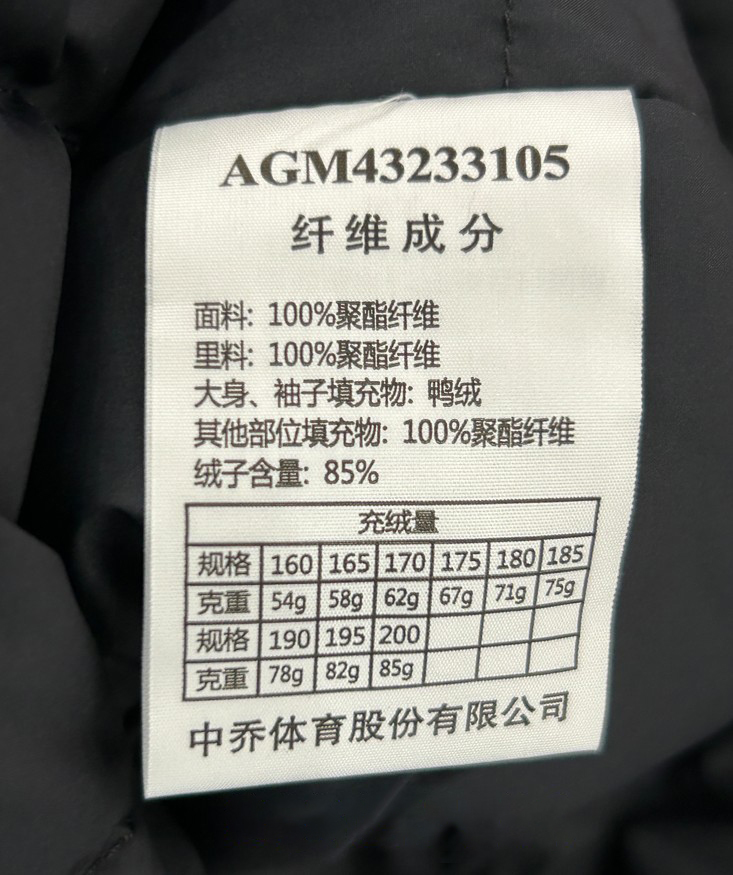 AGM43233105
纤维成分
面料: 100%聚酯纤维
里料: 100%聚酯纤维
大身、袖子填充物: 鸭绒
其他部位填充物: 100%聚酯纤维
绒子含量: 85%
充绒量
规格 160 165 170 175 180 185
克重 54g 58g 62g 67g 71g 75g
规格 190 195 200
克重 78g 82g 85g
中乔体育股份有限公司